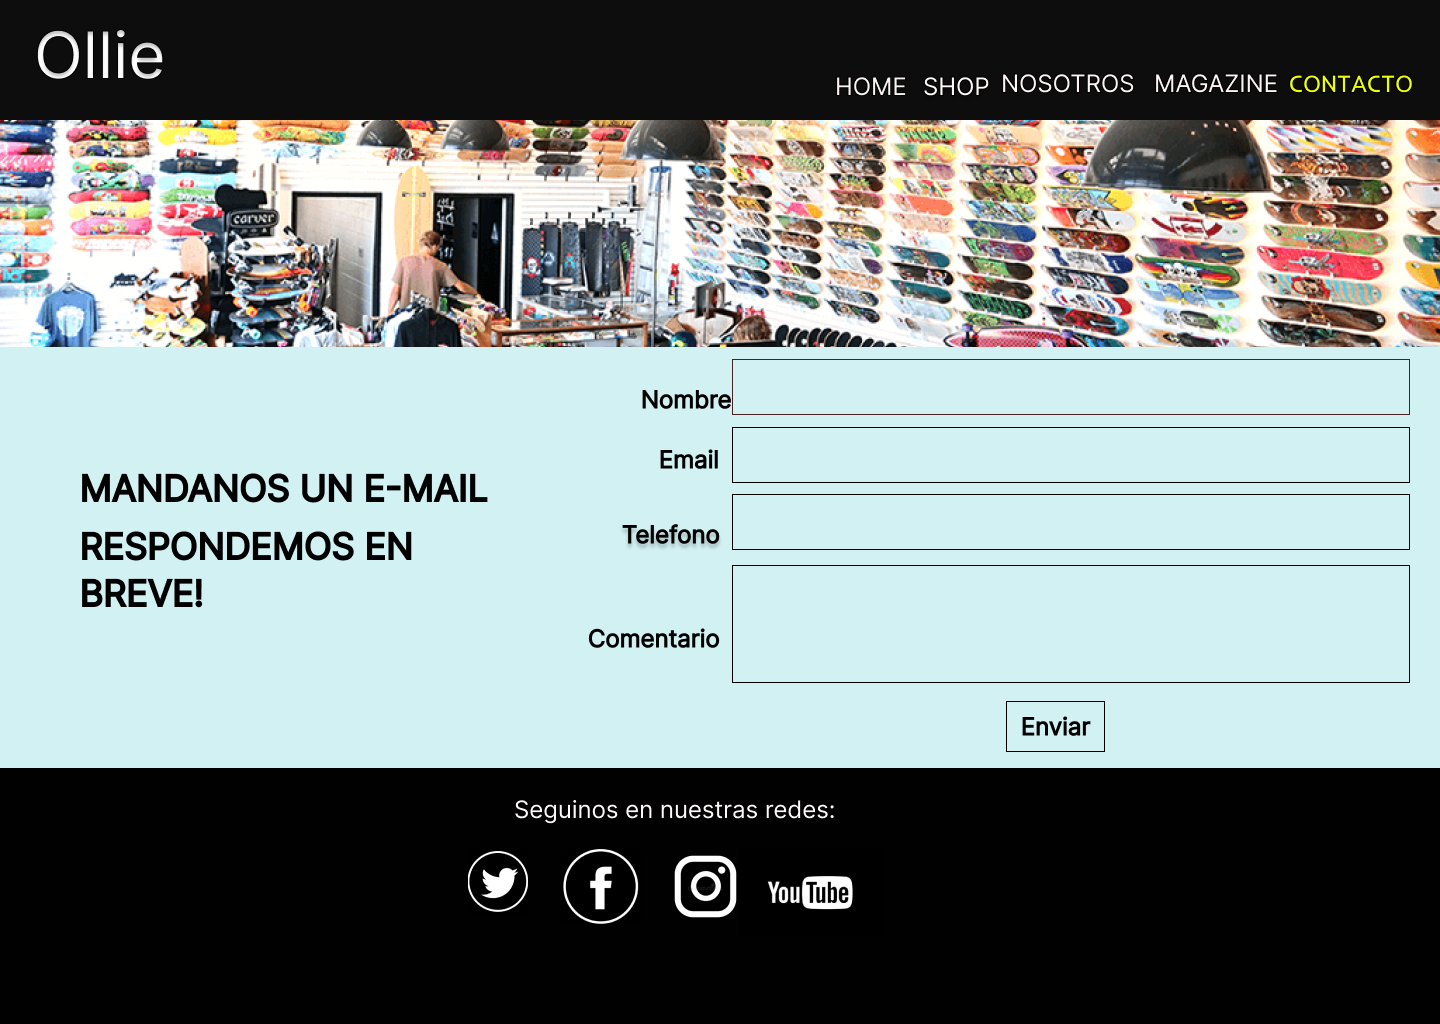 Ollie
HOME SHOP NOSOTROS MAGAZINE CONTACTO
carver
Nombre
Email
MANDANOS UN E-MAIL
Telefono
RESPONDEMOS EN
BREVE!
Comentario
Enviar
Seguinos en nuestras redes:
YouTube